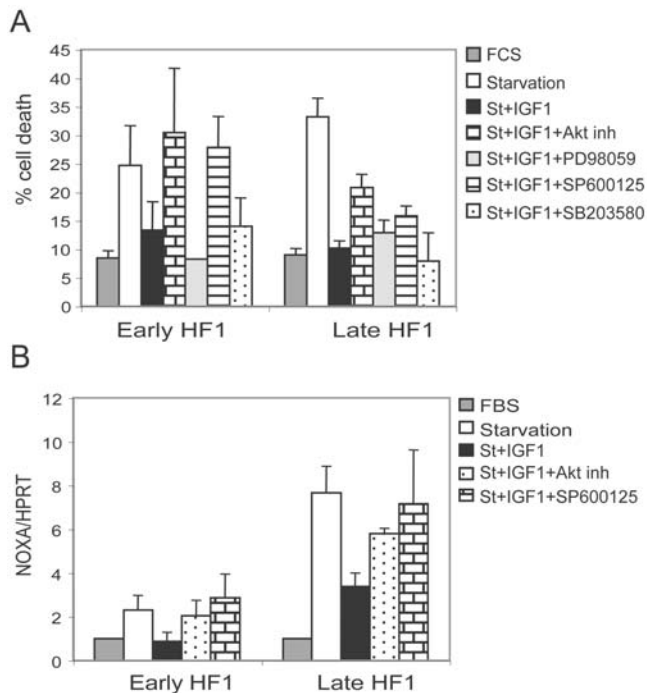 A
% cell death
45
40
35
30
25
20
15
10
5
0
Early HF1
Late HF1
FCS
Starvation
St+IGF1
St+IGF1+Akt inh
St+IGF1+PD98059
St+IGF1+SP600125
St+IGF1+SB203580
B
NOXA/HPRT
12
10
8
6
4
2
0
Early HF1
Late HF1
FBS
Starvation
St+IGF1
St+IGF1+Akt inh
St+IGF1+SP600125